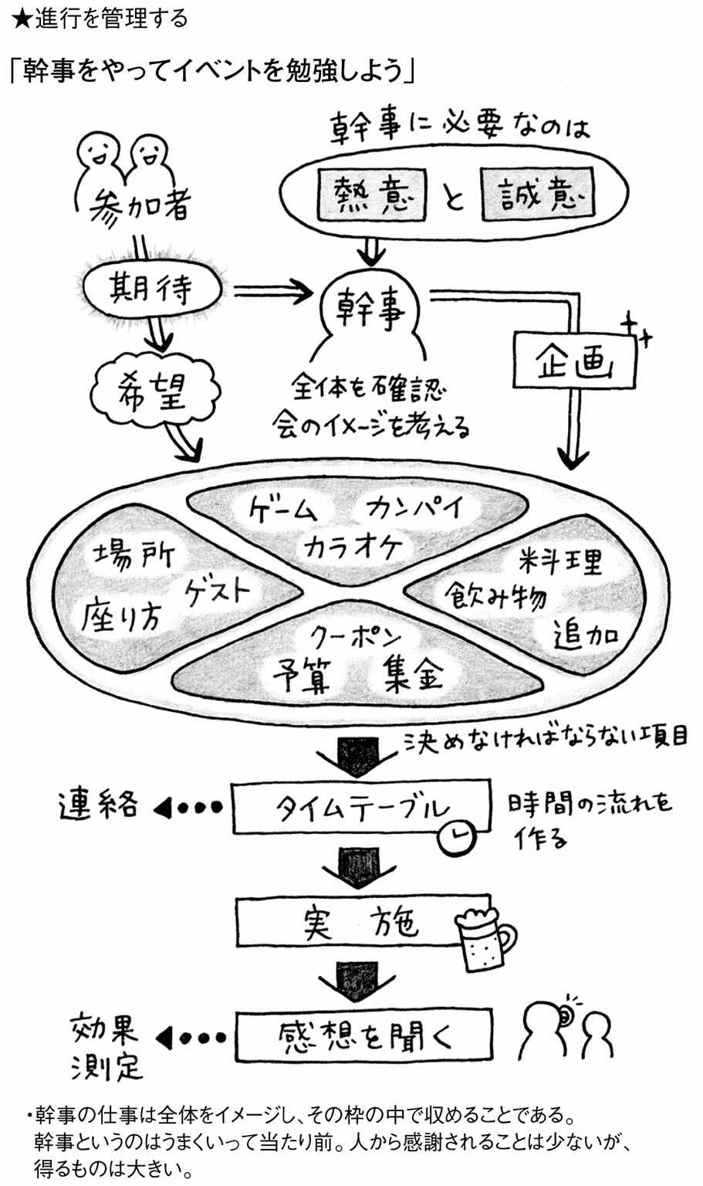 ★進行を管理する
「幹事をやってイベントを勉強しよう」
幹事に必要なのは
熱意と誠意
参加者
期待
幹事
企画
希望
全体を確認
会のイメージを考える
ゲーム カンパイ
カラオケ
場所
ゲスト
座り方
料理
飲み物
追加
クーポン
予算 集金
決めなければならない項目
連絡
タイムテーブル
時間の流れを
作る
実施
効果
測定
感想を聞く
・幹事の仕事は全体をイメージし、その枠の中で収めることである。
幹事というのはうまくいって当たり前。人から感謝されることは少ないが、
得るものは大きい。